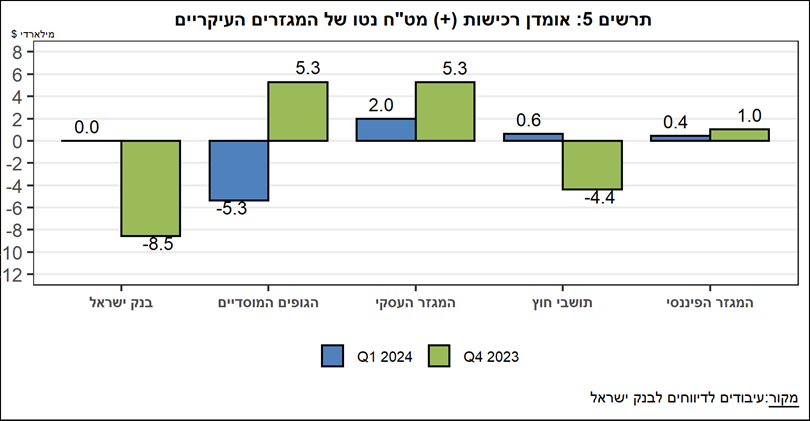 תרשים 5: אומדן רכישות (+) מט"ח נטו של המגזרים העיקריים
מילארדי $
8
6
4
2
0
-2
-4
-6
-8
10
12
0.0
-8.5
-5.3
5.3
2.0
5.3
0.6
-4.4
0.4
1.0
בנק ישראל
הגופים המוסדיים
המגזר העסקי
תושבי חוץ
המגזר הפיננסי
Q1 2024
Q4 2023
מקור:עיבודים לדיווחים לבנק ישראל